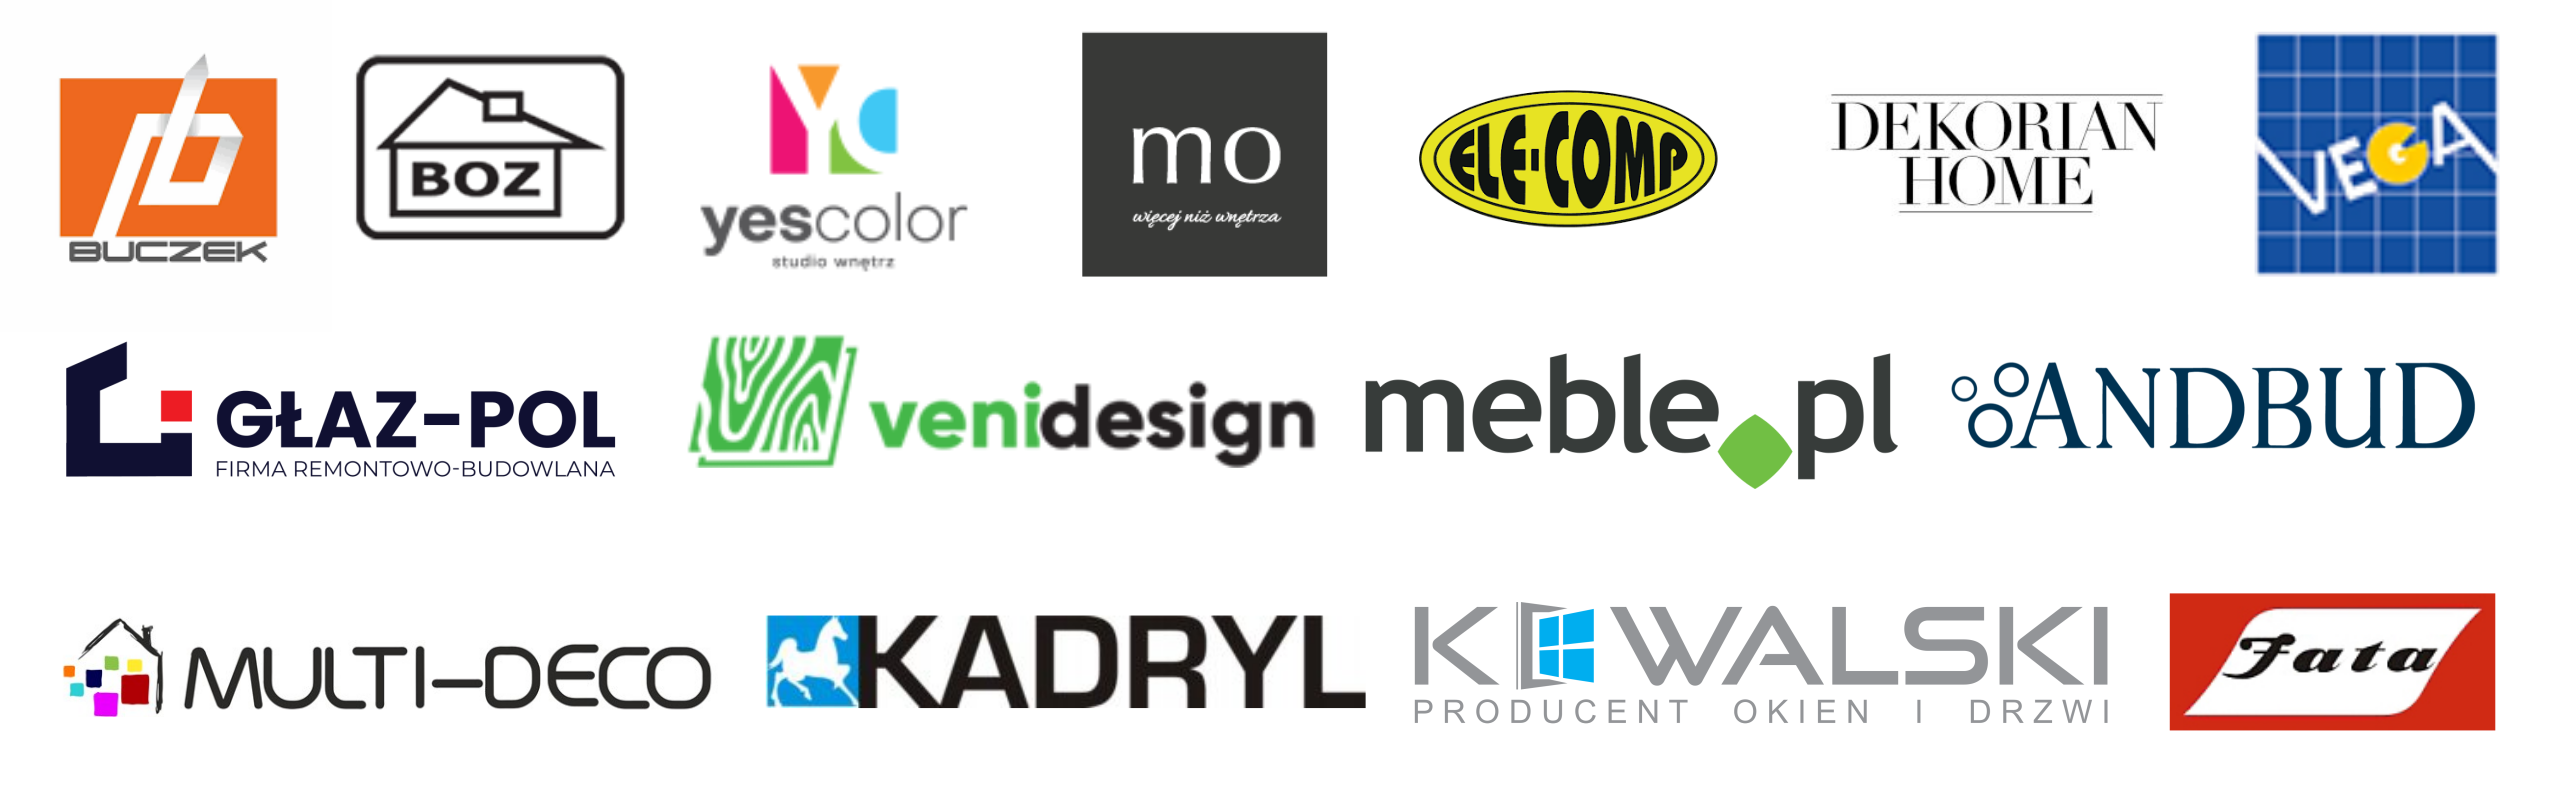 BUCZEK
BOZ
YC
yescolor
studio wnętrz
mo
więcej niż wnętrza
ELE-COMP
DEKORIAN
HOME
VEGA
GŁAZ-POL
FIRMA REMONTOWO-BUDOWLANA
venidesign
meble.pl
ANDBUD
MULTI-DECO
KADRYL
KOWALSKI
PRODUCENT OKIEN I DRZWI
Fata